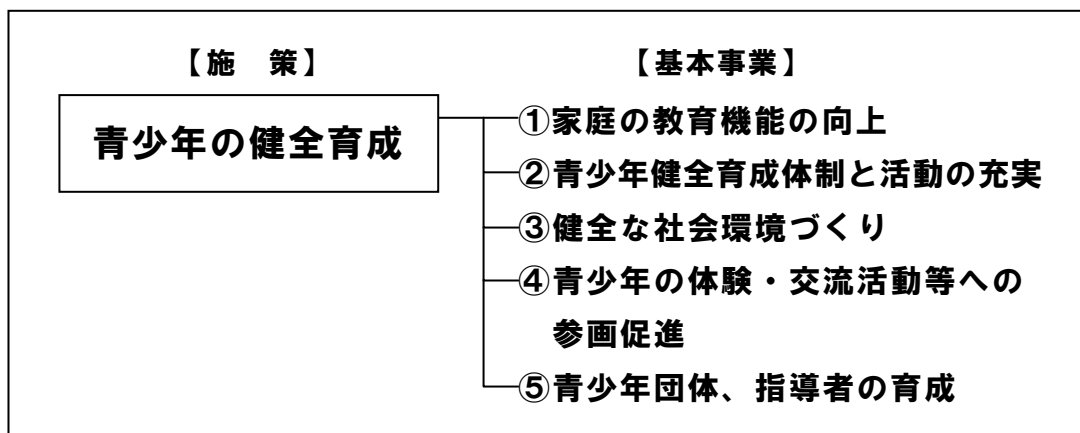 【施　策】
【基本事業】
青少年の健全育成
①家庭の教育機能の向上
②青少年健全育成体制と活動の充実
③健全な社会環境づくり
④青少年の体験・交流活動等への
参画促進
⑤青少年団体、指導者の育成